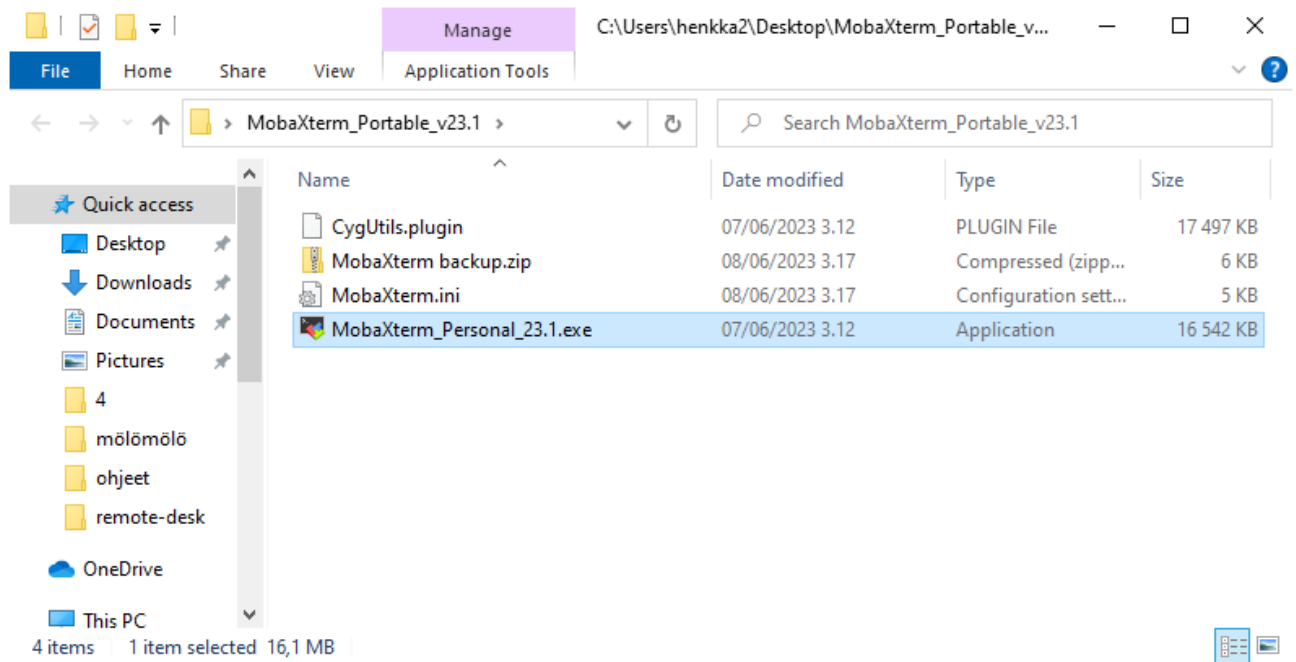 Manage
C:\Users\henkka2\Desktop\MobaXterm_Portable_v...
File Home Share View Application Tools
MobaXterm_Portable_v23.1
Search MobaXterm_Portable_v23.1
Name Date modified Type Size
Quick access
Desktop
Downloads
Documents
Pictures
4
mölömölö
ohjeet
remote-desk
OneDrive
This PC
CygUtils.plugin 07/06/2023 3.12 PLUGIN File 17 497 KB
MobaXterm backup.zip 08/06/2023 3.17 Compressed (zipp... 6 KB
MobaXterm.ini 08/06/2023 3.17 Configuration sett... 5 KB
MobaXterm_Personal_23.1.exe 07/06/2023 3.12 Application 16 542 KB
4 items 1 item selected 16,1 MB